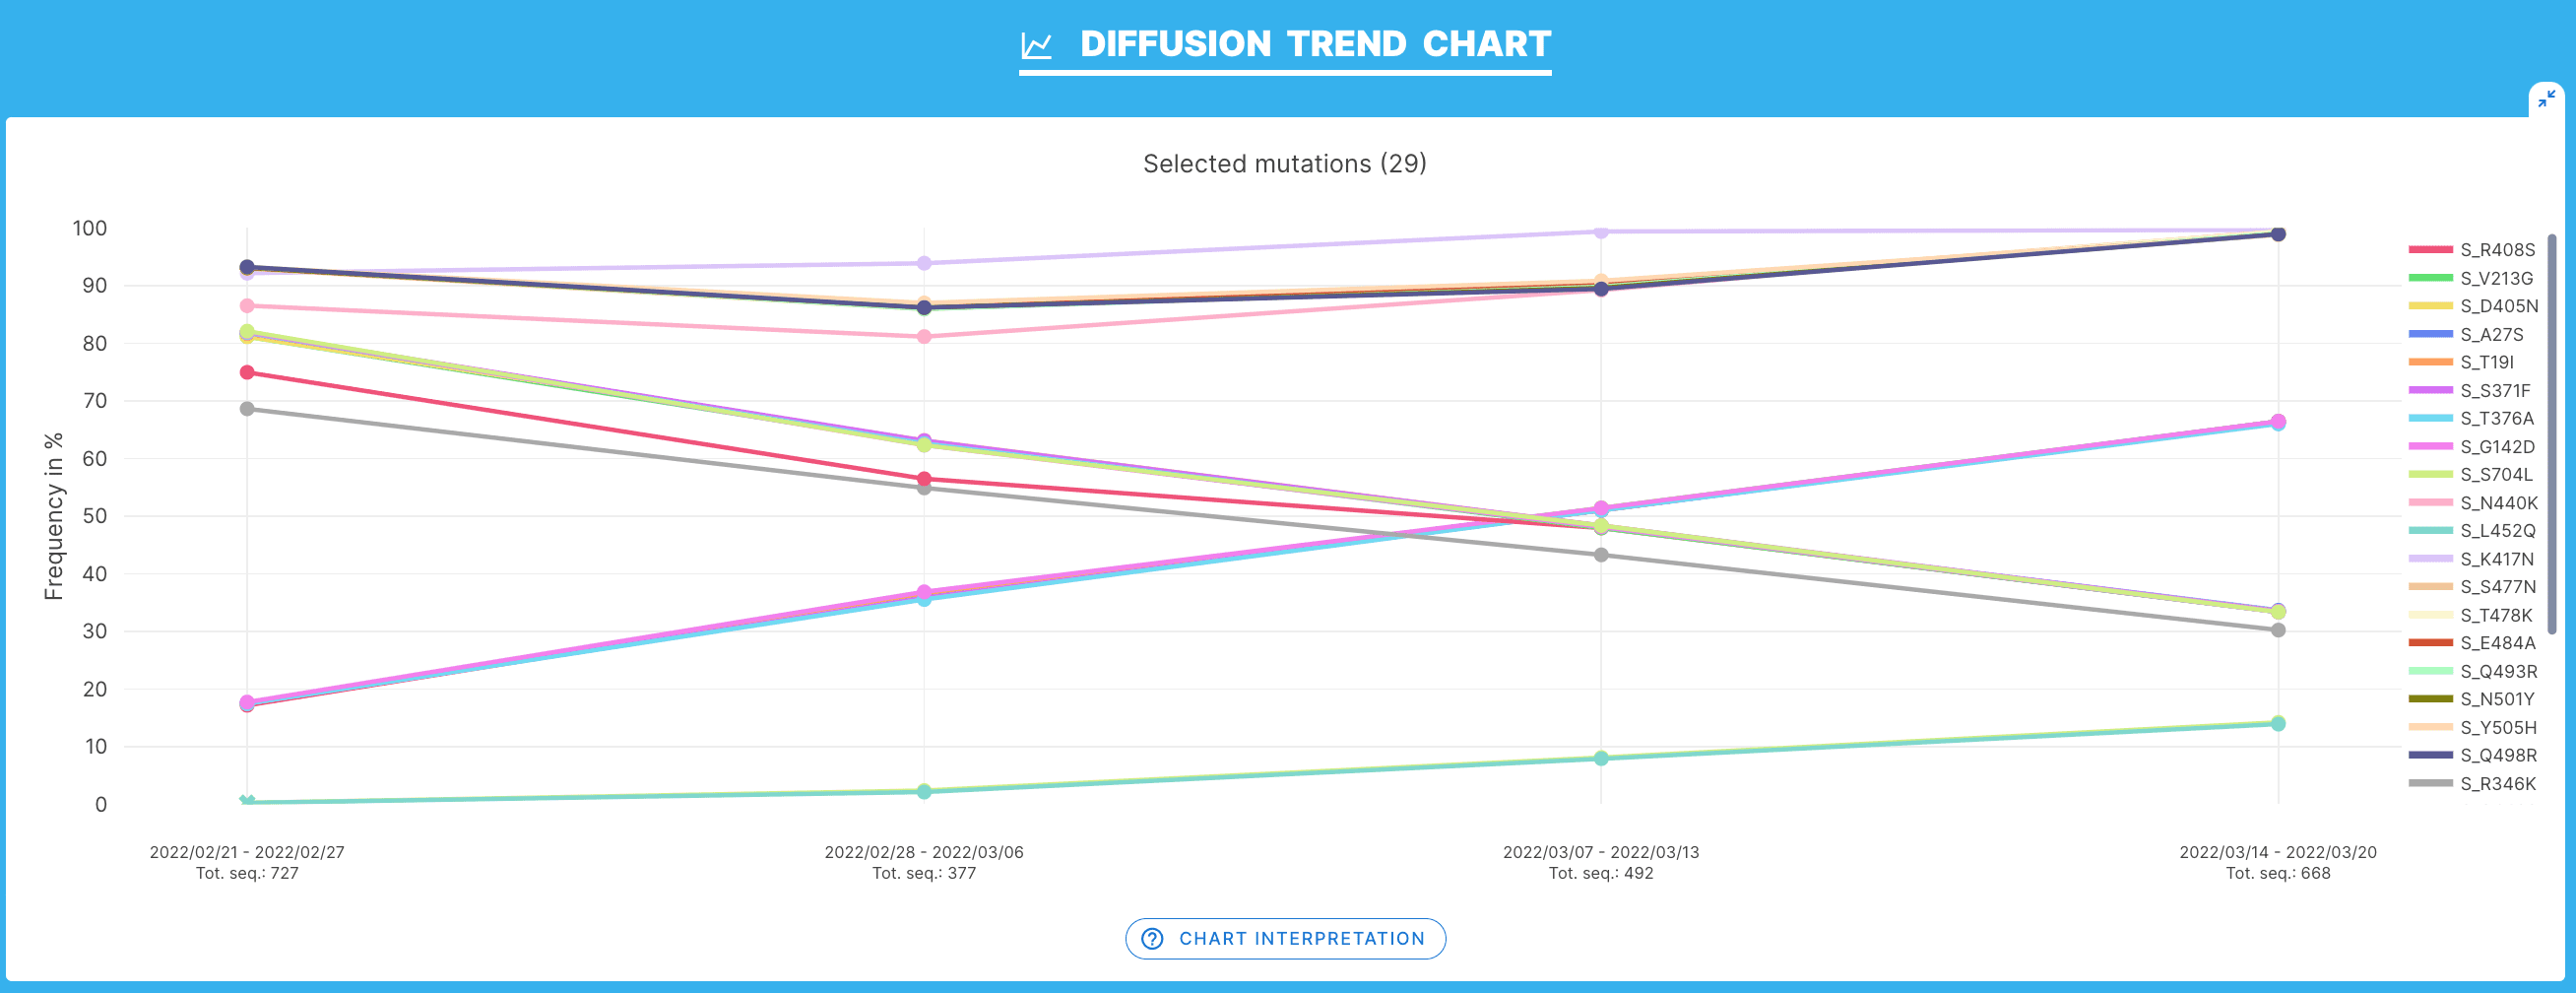 DIFFUSION TREND CHART
Selected mutations (29)
Frequency in %
100
90
80
70
60
50
40
30
20
10
0
2022/02/21 - 2022/02/27
Tot. seq.: 727
2022/02/28 - 2022/03/06
Tot. seq.: 377
2022/03/07 - 2022/03/13
Tot. seq.: 492
2022/03/14 - 2022/03/20
Tot. seq.: 668
S_R408S
S_V213G
S_D405N
S_A27S
S_T19I
S_S371F
S_T376A
S_G142D
S_S704L
S_N440K
S_L452Q
S_K417N
S_S477N
S_T478K
S_E484A
S_Q493R
S_N501Y
S_Y505H
S_Q498R
S_R346K
CHART INTERPRETATION